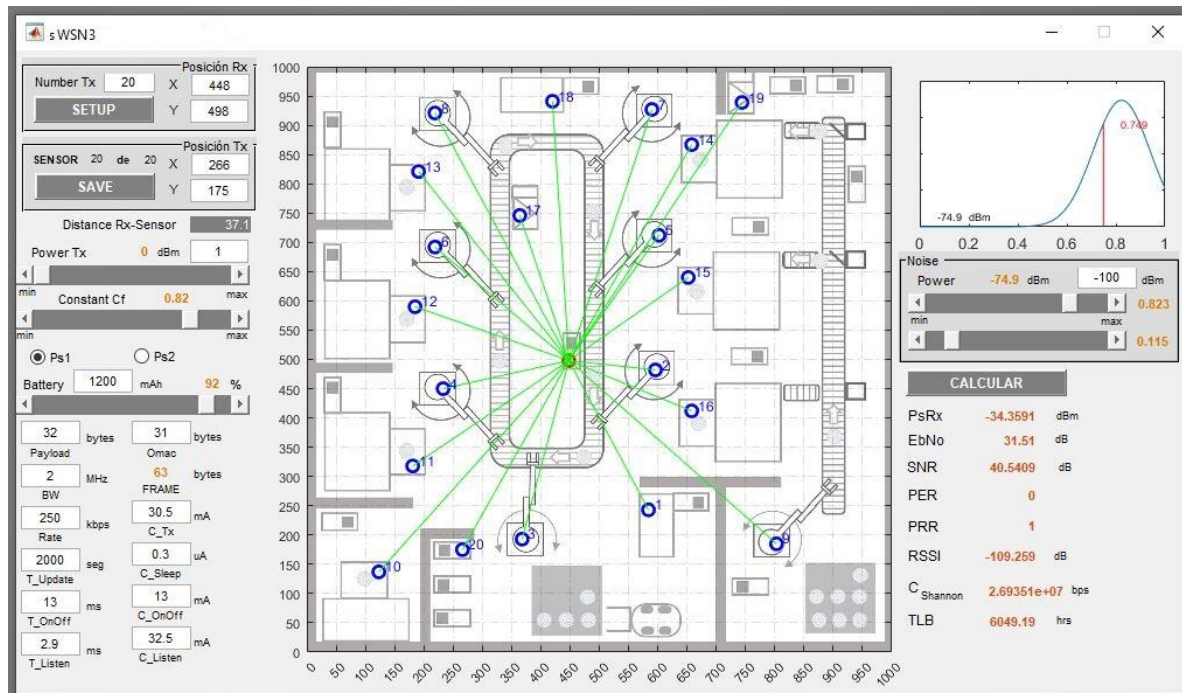 sWSN3
Number Tx 20
SETUP
Posición Rx
X 448
Y 498
SENSOR 20 de 20
SAVE
Posición Tx
X 266
Y 175
Distance Rx-Sensor 37.1
Power Tx 0 dBm 1
min Constant Cf 0.82 max
min max
Ps1 Ps2
Battery 1200 mAh 92 %
32 bytes 31 bytes
Payload Omac
2 MHz 63 bytes
BW FRAME
250 kbps 30.5 mA
Rate C_Tx
2000 seg 0.3 uA
T_Update C_Sleep
13 ms 13 mA
T_OnOff C_OnOff
2.9 ms 32.5 mA
T_Listen C_Listen
1000
950
900
850
800
750
700
650
600
550
500
450
400
350
300
250
200
150
100
50
0
0 50 100 150 200 250 300 350 400 450 500 550 600 650 700 750 800 850 900 950 1000
8
18
7
19
14
13
17
5
6
15
12
2
4
16
11
1
3
20
9
10
0.749
-74.9 dBm
0 0.2 0.4 0.6 0.8 1
Noise
Power -74.9 dBm -100 dBm
0.823
min max
0.115
CALCULAR
PsRx -34.3591 dBm
EbNo 31.51 dB
SNR 40.5409 dB
PER 0
PRR 1
RSSI -109.259 dB
C Shannon 2.69351e+07 bps
TLB 6049.19 hrs